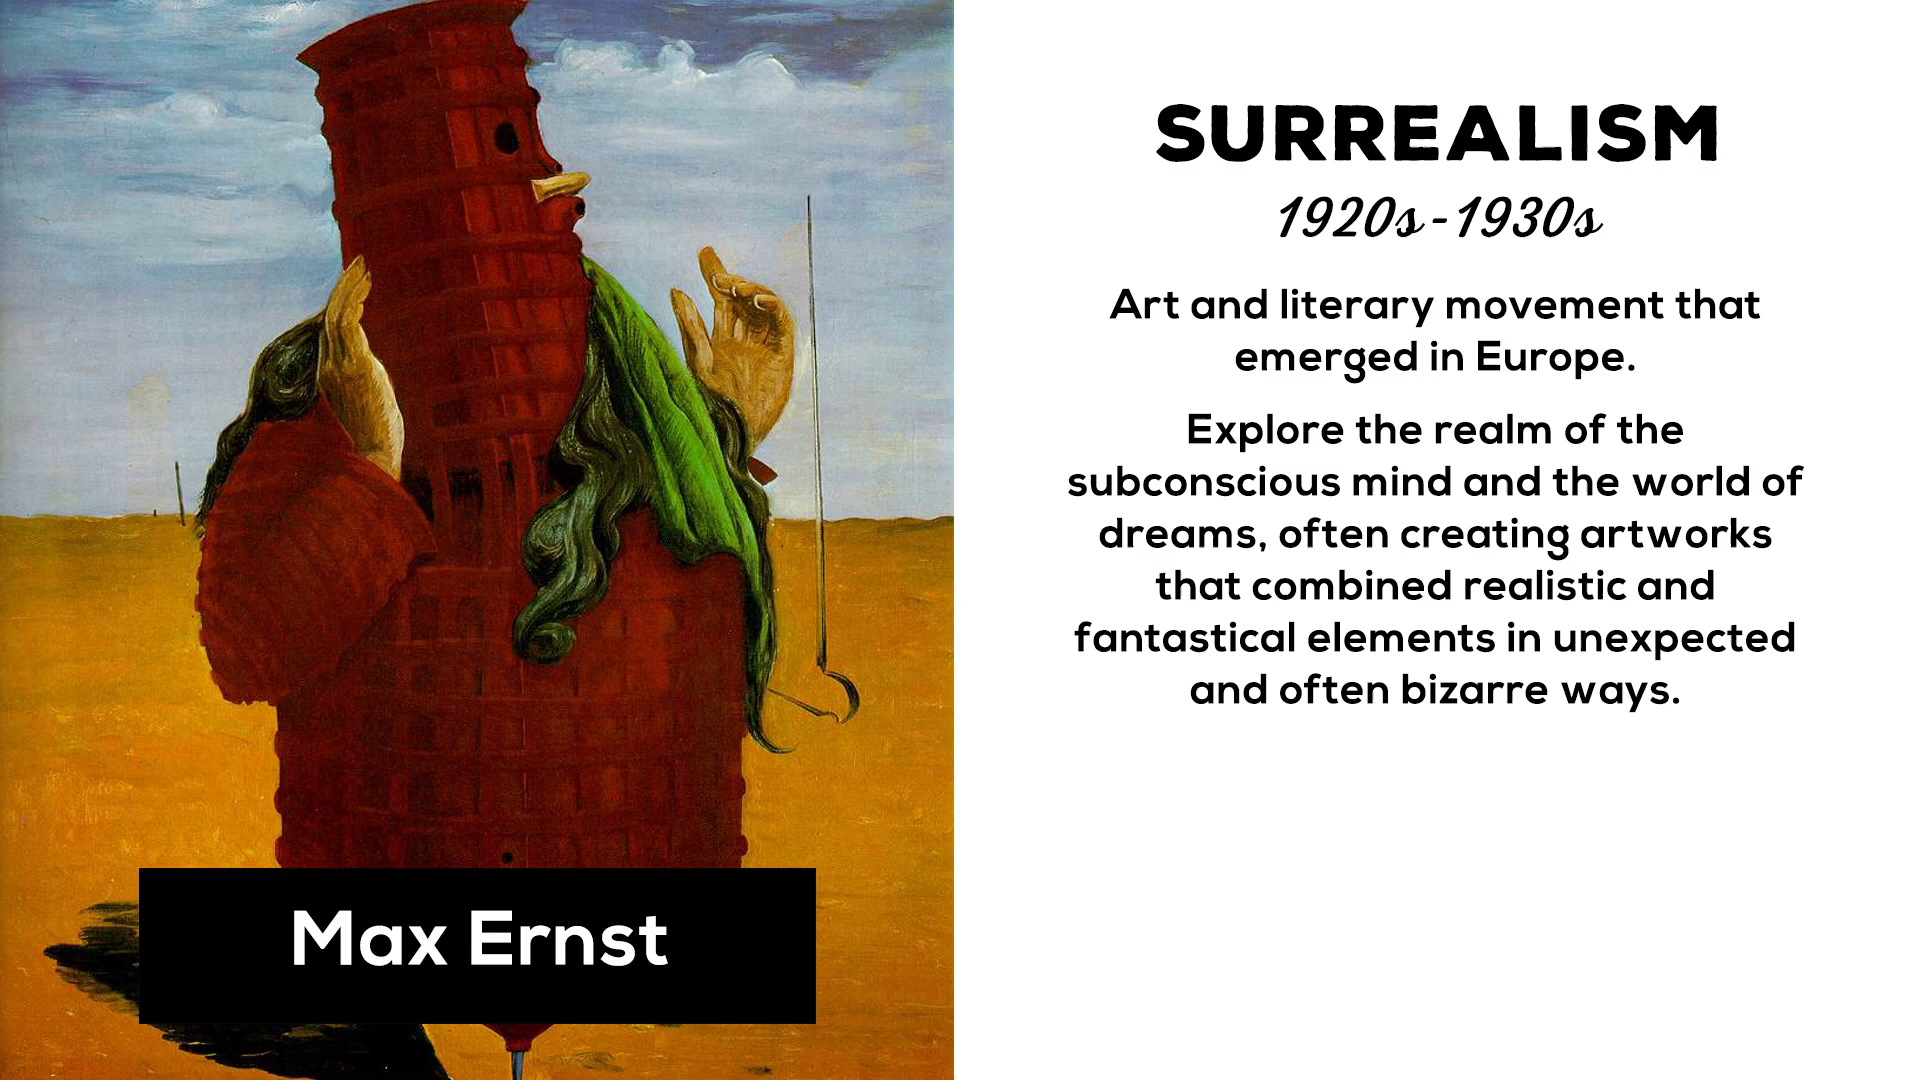 Max Ernst
SURREALISM
1920s-1930s
Art and literary movement that
emerged in Europe.
Explore the realm of the
subconscious mind and the world of
dreams, often creating artworks
that combined realistic and
fantastical elements in unexpected
and often bizarre ways.